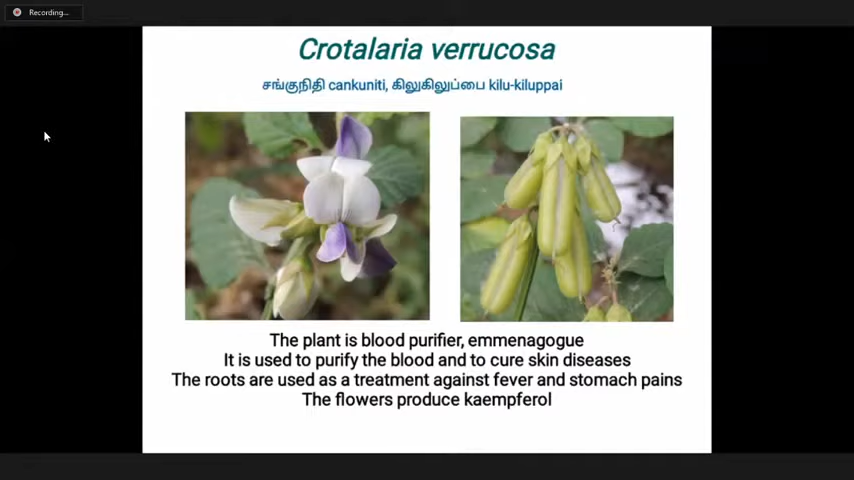 Recording...
Crotalaria verrucosa
சங்குநிதி cankuniti, கிலுகிலுப்பை kilu-kiluppai
The plant is blood purifier, emmenagogue
It is used to purify the blood and to cure skin diseases
The roots are used as a treatment against fever and stomach pains
The flowers produce kaempferol